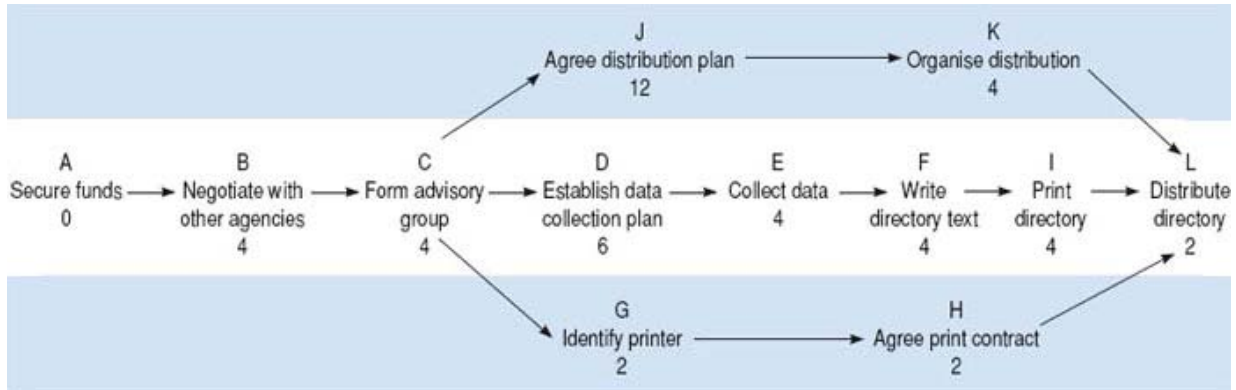 J
Agree distribution plan
12
K
Organise distribution
4
A
Secure funds
0
B
Negotiate with
other agencies
4
C
Form advisory
group
4
D
Establish data
collection plan
6
E
Collect data
4
F
Write
directory text
4
I
Print
directory
4
L
Distribute
directory
2
G
Identify printer
2
H
Agree print contract
2